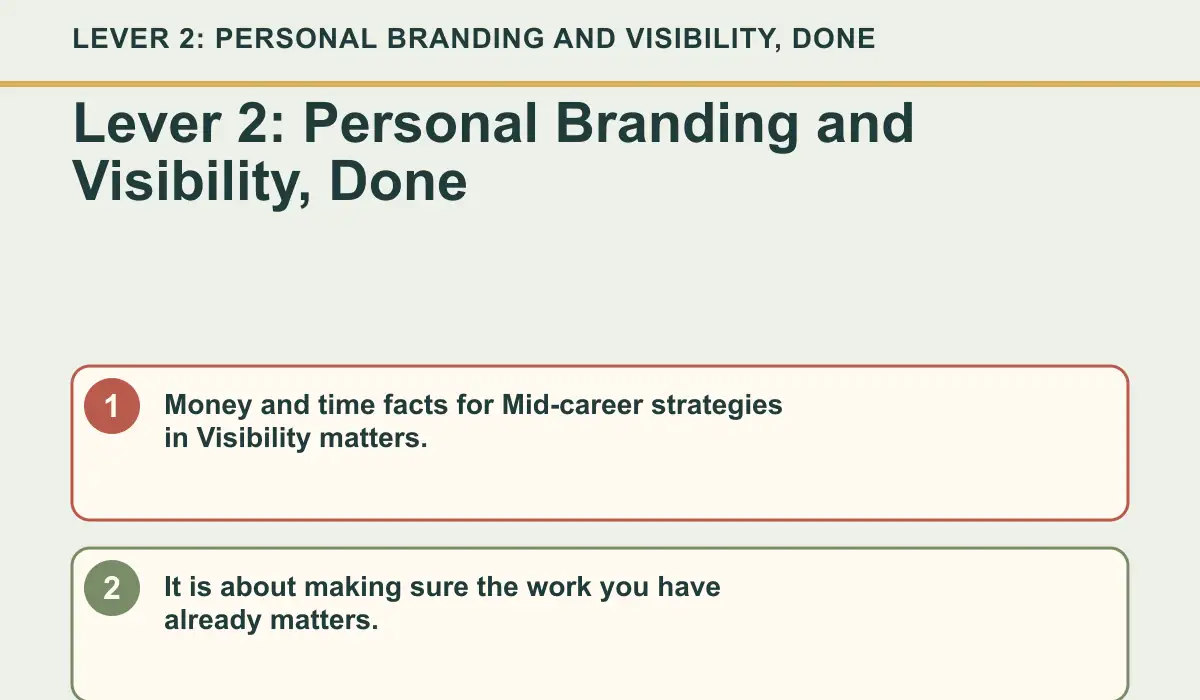 LEVER 2: PERSONAL BRANDING AND VISIBILITY, DONE
Lever 2: Personal Branding and
Visibility, Done
1
Money and time facts for Mid-career strategies
in Visibility matters.
2
It is about making sure the work you have
already matters.